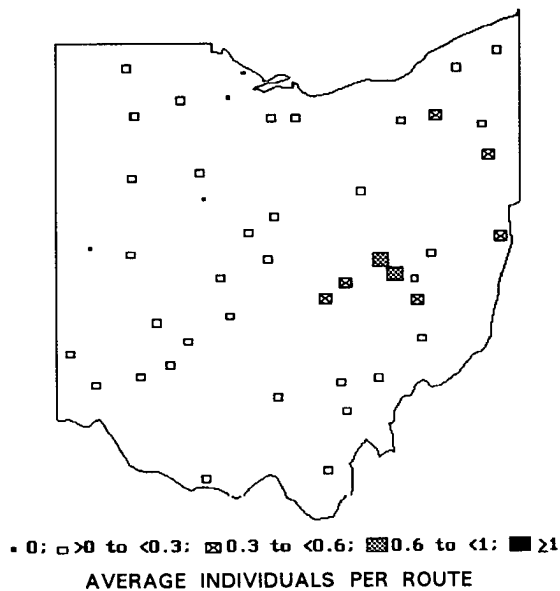 0; >0 to <0.3; 0.3 to <0.6; 0.6 to <1; ≥1
AVERAGE INDIVIDUALS PER ROUTE